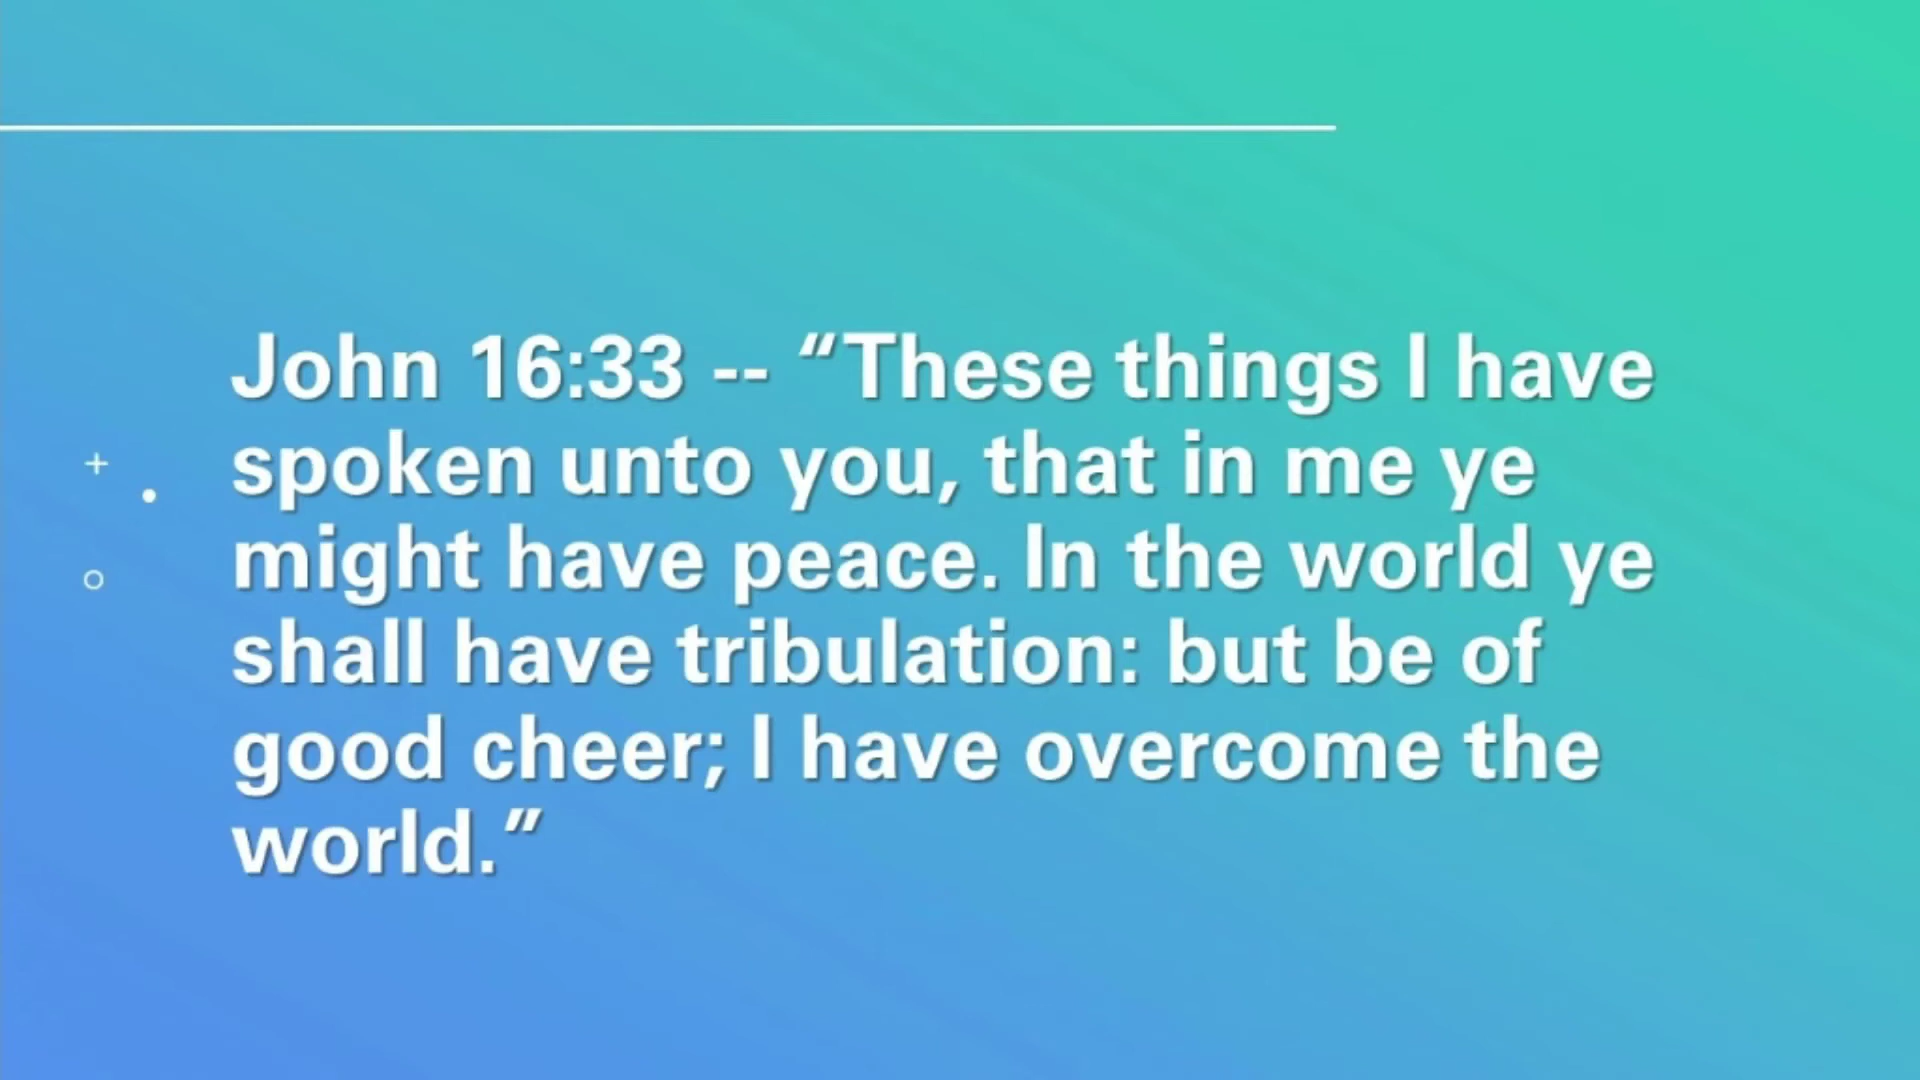 John 16:33 -- “These things I have
spoken unto you, that in me ye
might have peace. In the world ye
shall have tribulation: but be of
good cheer; I have overcome the
world.”